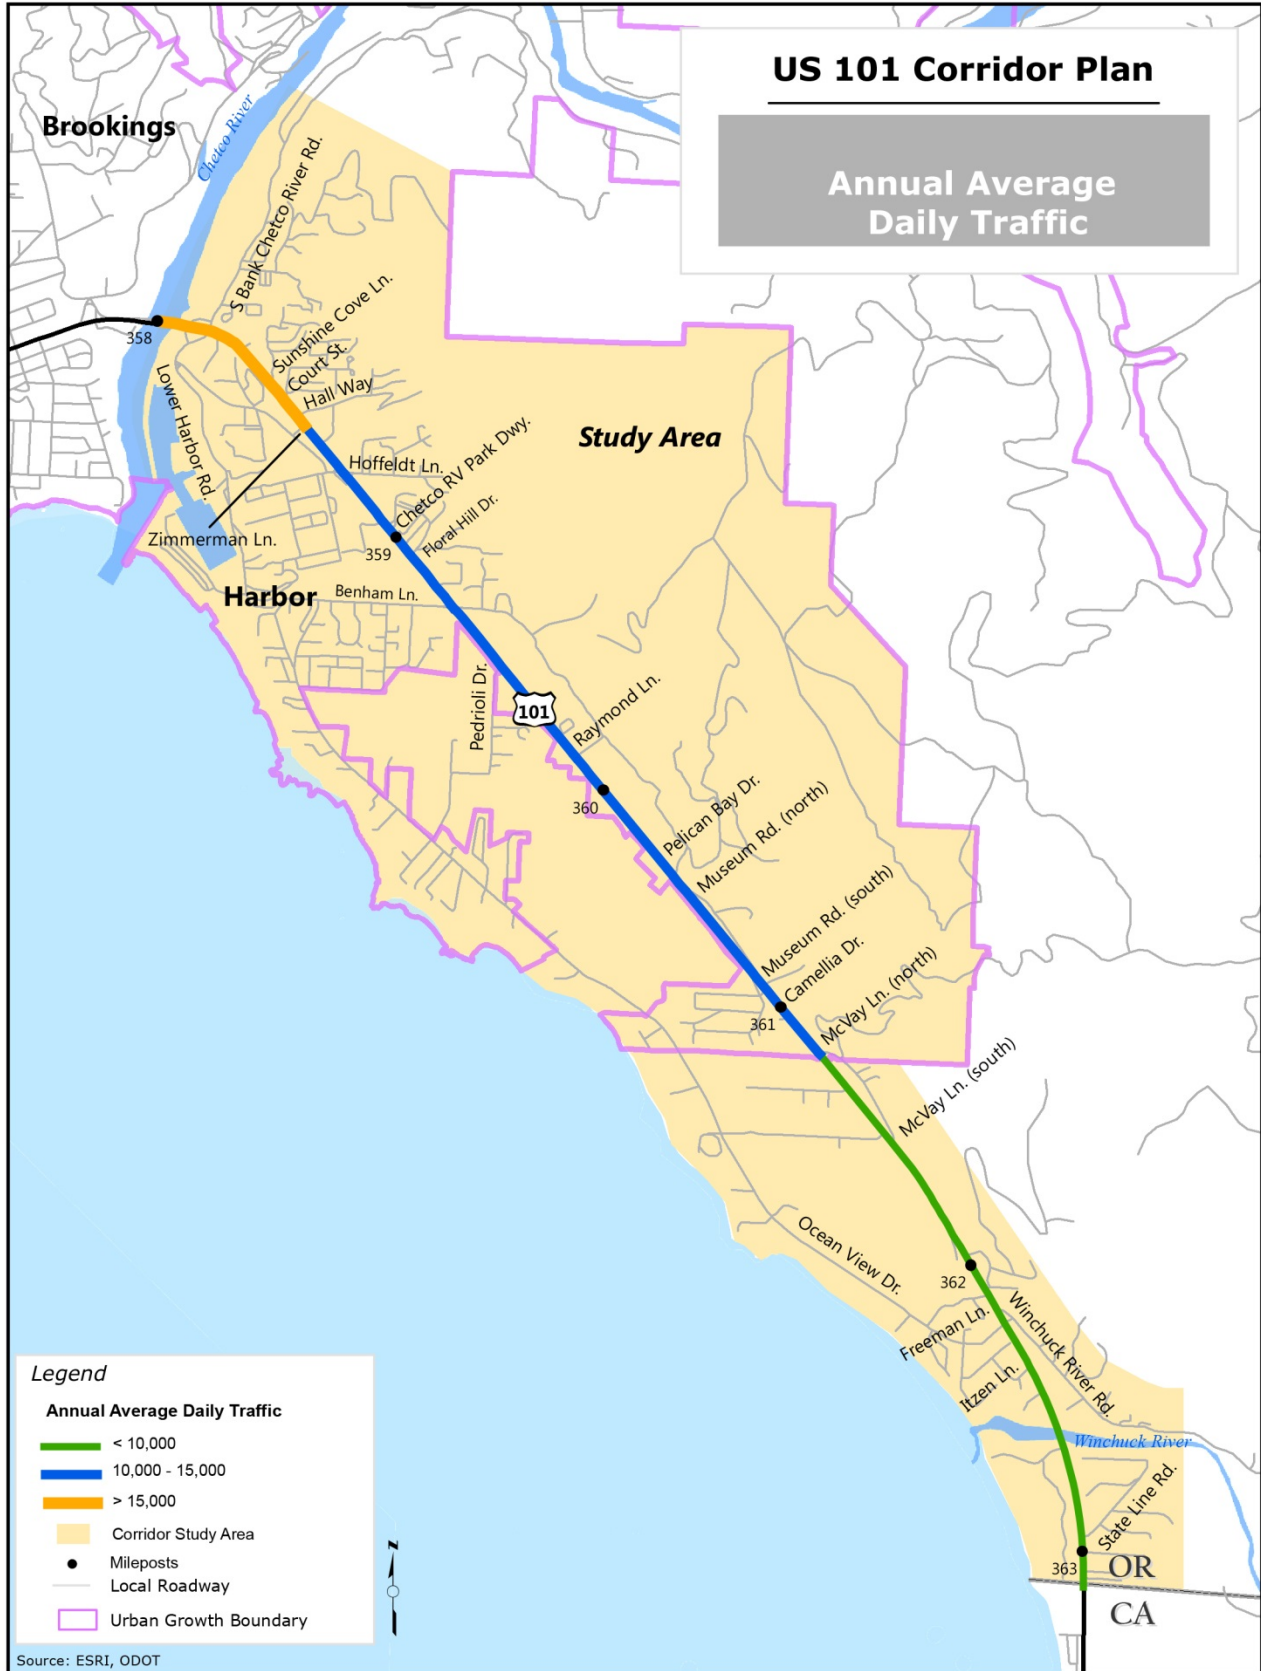 US 101 Corridor Plan
Annual Average
Daily Traffic
Brookings
Chetco River
S Bank Chetco River Rd.
358
Sunshine Cove Ln.
Court St.
Hall Way
Lower Harbor Rd.
Study Area
Hoffeldt Ln.
Chetco RV Park Dwy.
Zimmerman Ln.
359
Floral Hill Dr.
Harbor
Benham Ln.
Pedrioli Dr.
101
Raymond Ln.
360
Pelican Bay Dr.
Museum Rd. (north)
Museum Rd. (south)
Camellia Dr.
361
McVay Ln. (north)
McVay Ln. (south)
Ocean View Dr.
362
Freeman Ln.
Winchuck River Rd.
Itzen Ln.
Winchuck River
State Line Rd.
363
OR
CA
Legend
Annual Average Daily Traffic
< 10,000
10,000 - 15,000
> 15,000
Corridor Study Area
Mileposts
Local Roadway
Urban Growth Boundary
Z
Source: ESRI, ODOT